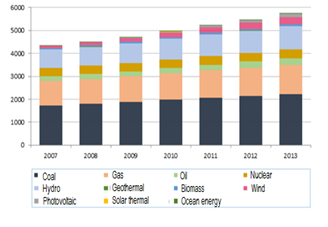 6000
5000
4000
3000
2000
1000
0
2007 2008 2009 2010 2011 2012 2013
Coal Gas Oil Nuclear
Hydro Geothermal Biomass Wind
Photovoltaic Solar thermal Ocean energy